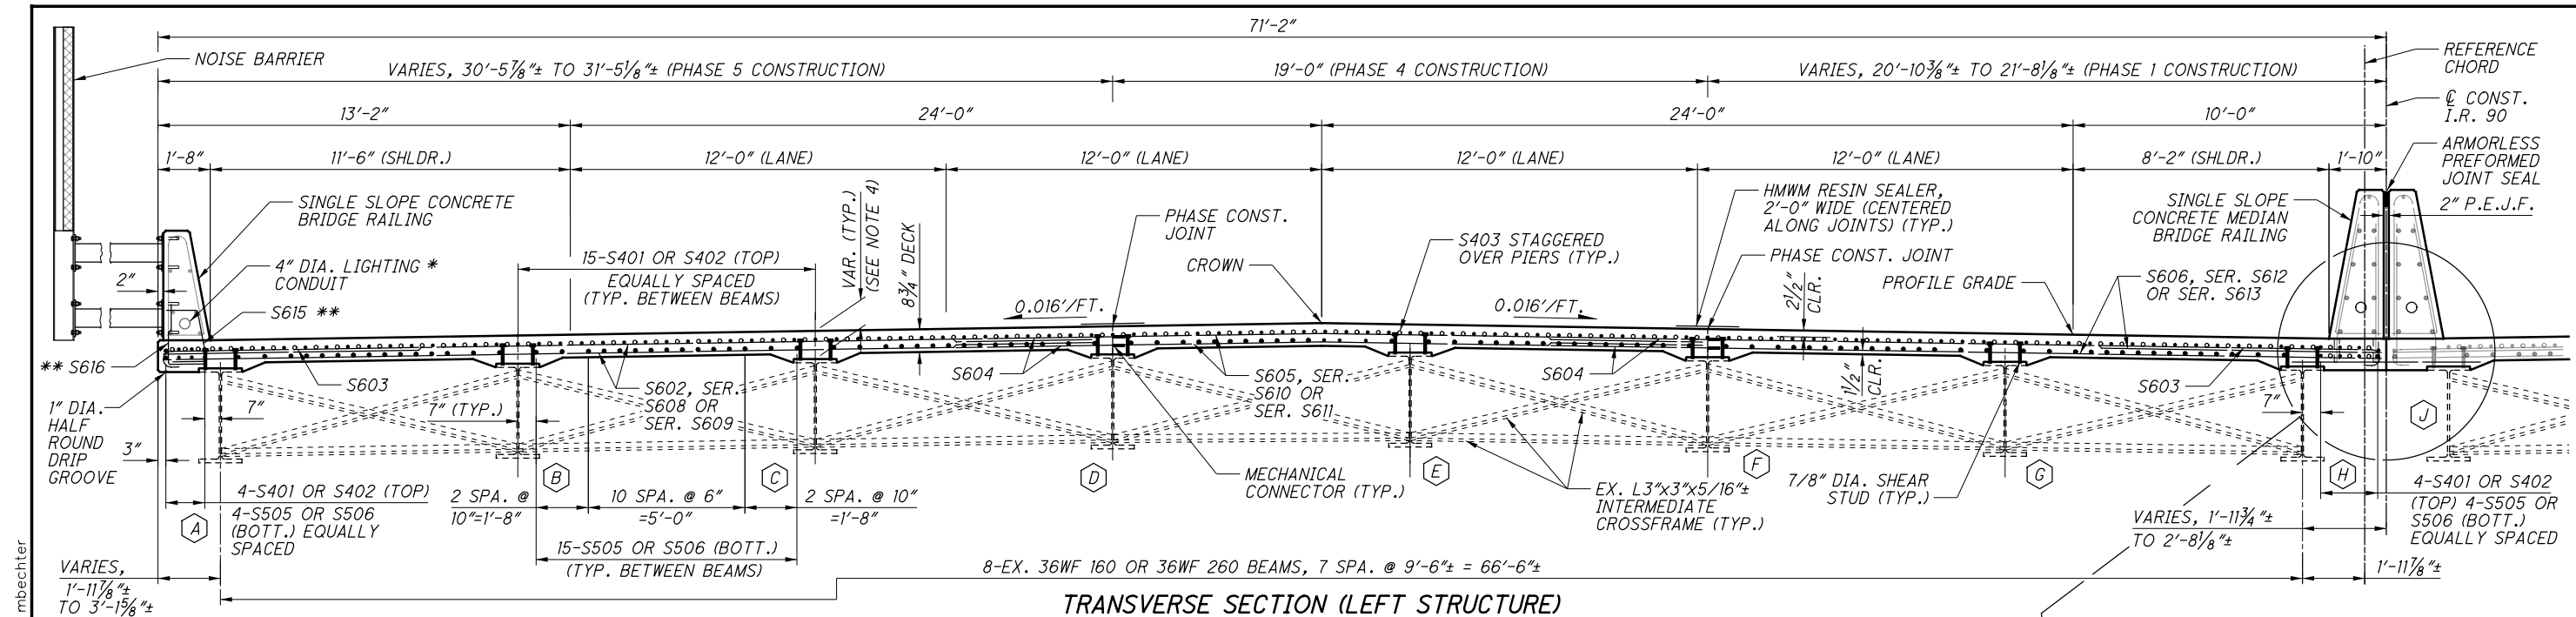 71'-2"
NOISE BARRIER
VARIES, 30'-5⅞"± TO 31'-5⅛"± (PHASE 5 CONSTRUCTION)
19'-0" (PHASE 4 CONSTRUCTION)
VARIES, 20'-10⅜"± TO 21'-8⅛"± (PHASE 1 CONSTRUCTION)
REFERENCE
CHORD
℄ CONST.
I.R. 90
13'-2"
24'-0"
24'-0"
10'-0"
1'-8"
11'-6" (SHLDR.)
12'-0" (LANE)
12'-0" (LANE)
12'-0" (LANE)
12'-0" (LANE)
8'-2" (SHLDR.)
1'-10"
ARMORLESS
PREFORMED
JOINT SEAL
2" P.E.J.F.
SINGLE SLOPE CONCRETE
BRIDGE RAILING
4" DIA. LIGHTING *
CONDUIT
2"
S615 **
** S616
15-S401 OR S402 (TOP)
EQUALLY SPACED
(TYP. BETWEEN BEAMS)
VAR. (TYP.)
(SEE NOTE 4)
8¾" DECK
PHASE CONST.
JOINT
CROWN
0.016'/FT.
S403 STAGGERED
OVER PIERS (TYP.)
0.016'/FT.
HMWM RESIN SEALER,
2'-0" WIDE (CENTERED
ALONG JOINTS) (TYP.)
PHASE CONST. JOINT
2½"
CLR.
PROFILE GRADE
SINGLE SLOPE
CONCRETE MEDIAN
BRIDGE RAILING
S606, SER. S612
OR SER. S613
1" DIA.
HALF
ROUND
DRIP
GROOVE
3"
7"
S603
7" (TYP.)
S602, SER.
S608 OR
SER. S609
S604
S605, SER.
S610 OR
SER. S611
S604
1½"
CLR.
S603
7"
A
B
C
D
E
F
G
H
J
4-S401 OR S402 (TOP)
4-S505 OR S506
(BOTT.) EQUALLY
SPACED
2 SPA. @
10"=1'-8"
10 SPA. @ 6"
=5'-0"
2 SPA. @ 10"
=1'-8"
15-S505 OR S506 (BOTT.)
(TYP. BETWEEN BEAMS)
MECHANICAL
CONNECTOR (TYP.)
EX. L3"x3"x5/16"±
INTERMEDIATE
CROSSFRAME (TYP.)
7/8" DIA. SHEAR
STUD (TYP.)
4-S401 OR S402
(TOP) 4-S505 OR
S506 (BOTT.)
EQUALLY SPACED
VARIES, 1'-11¾"±
TO 2'-8⅛"±
1'-11⅞"±
VARIES,
1'-11⅞"±
TO 3'-1⅝"±
8-EX. 36WF 160 OR 36WF 260 BEAMS, 7 SPA. @ 9'-6"± = 66'-6"±
TRANSVERSE SECTION (LEFT STRUCTURE)
mbechter